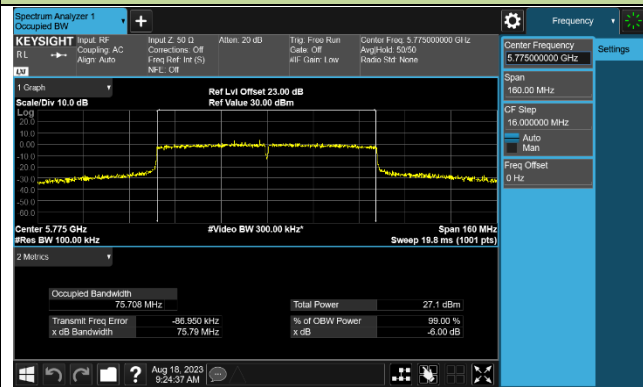 Spectrum Analyzer 1
Occupied BW
Frequency
KEYSIGHT
Input: RF
Coupling: AC
Align: Auto
Input Z: 50 Ω
Corrections: Off
Freq Ref: Int (S)
NFE: Off
Atten: 20 dB
Trig: Free Run
Gate: Off
#IF Gain: Low
Center Freq: 5.775000000 GHz
Avg|Hold: 50/50
Radio Std: None
RL
LXI
Center Frequency
5.775000000 GHz
Settings
Span
160.00 MHz
CF Step
16.000000 MHz
Auto
Man
Freq Offset
0 Hz
1 Graph
Scale/Div 10.0 dB
Ref Lvl Offset 23.00 dB
Ref Value 30.00 dBm
Log
20.0
10.0
0.00
-10.0
-20.0
-30.0
-40.0
-50.0
-60.0
Center 5.775 GHz
#Res BW 100.00 kHz
#Video BW 300.00 kHz*
Span 160 MHz
Sweep 19.8 ms (1001 pts)
2 Metrics
Occupied Bandwidth
75.708 MHz
Total Power 27.1 dBm
Transmit Freq Error -86.950 kHz
% of OBW Power 99.00 %
x dB Bandwidth 75.79 MHz
x dB -6.00 dB
?
Aug 18, 2023
9:24:37 AM